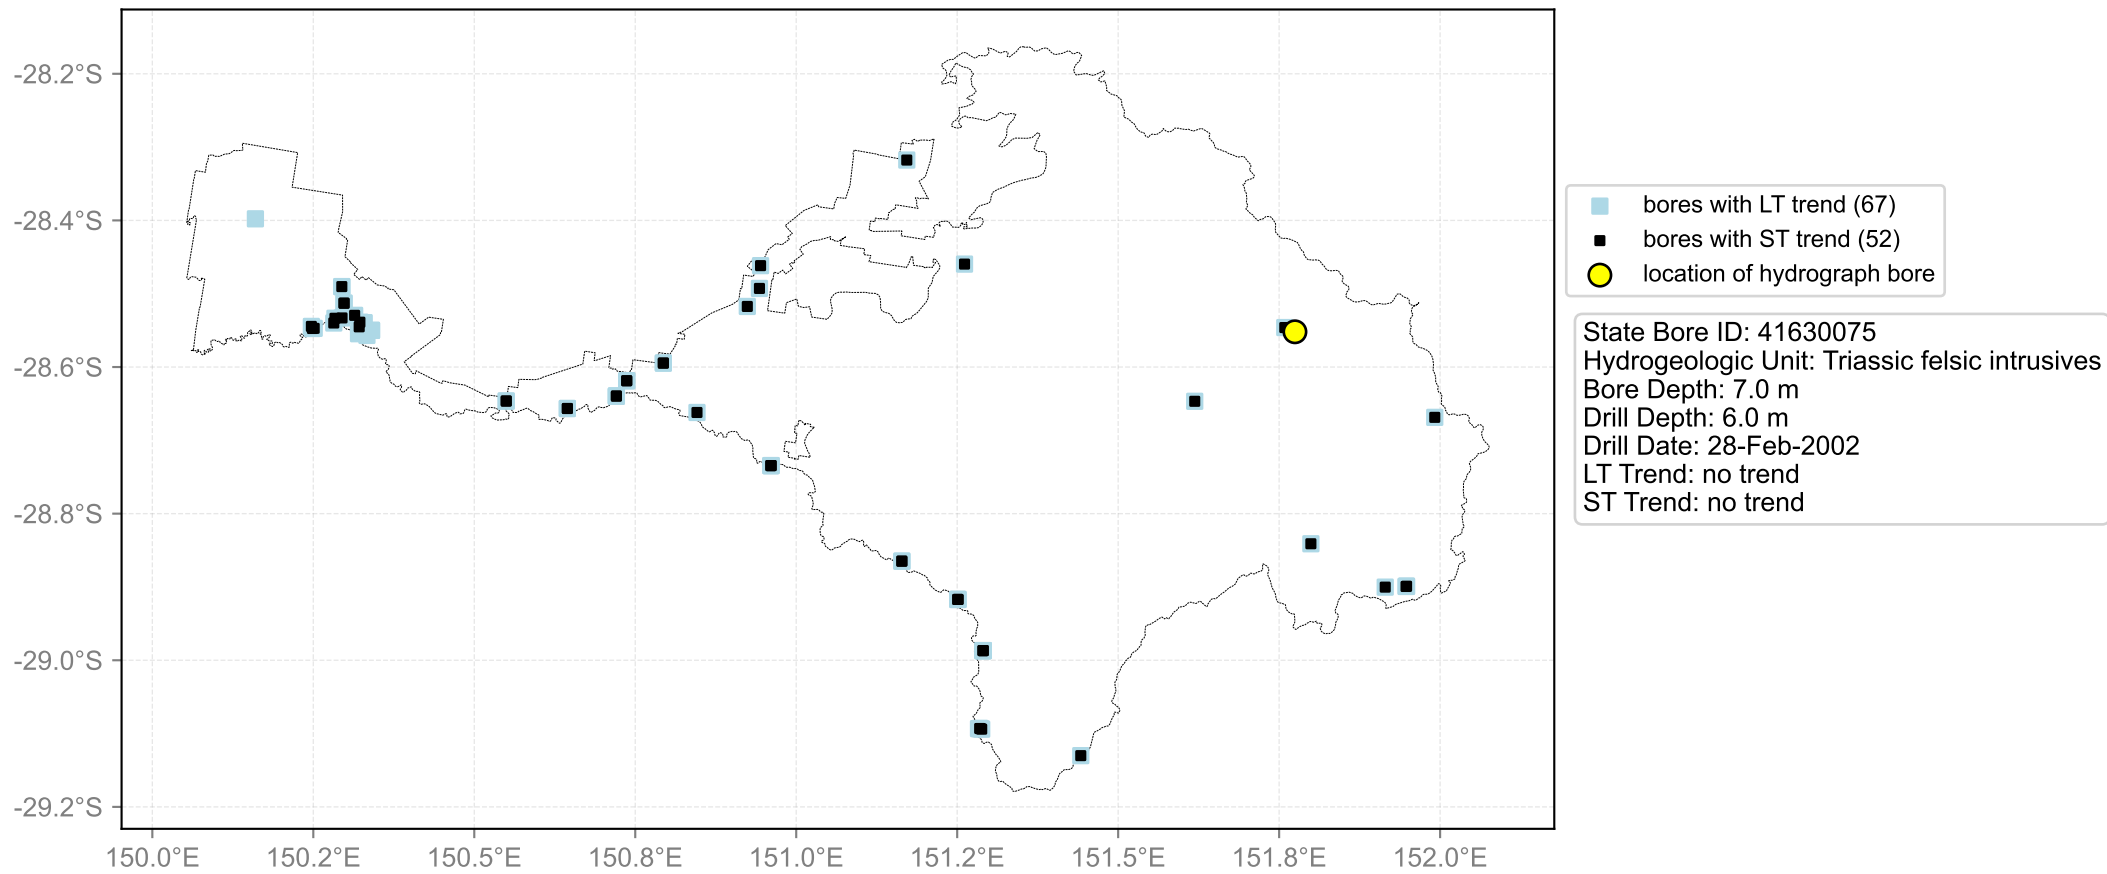 -28.2°S
-28.4°S
-28.6°S
-28.8°S
-29.0°S
-29.2°S
150.0°E 150.2°E 150.5°E 150.8°E 151.0°E 151.2°E 151.5°E 151.8°E 152.0°E
bores with LT trend (67)
bores with ST trend (52)
location of hydrograph bore
State Bore ID: 41630075
Hydrogeologic Unit: Triassic felsic intrusives
Bore Depth: 7.0 m
Drill Depth: 6.0 m
Drill Date: 28-Feb-2002
LT Trend: no trend
ST Trend: no trend